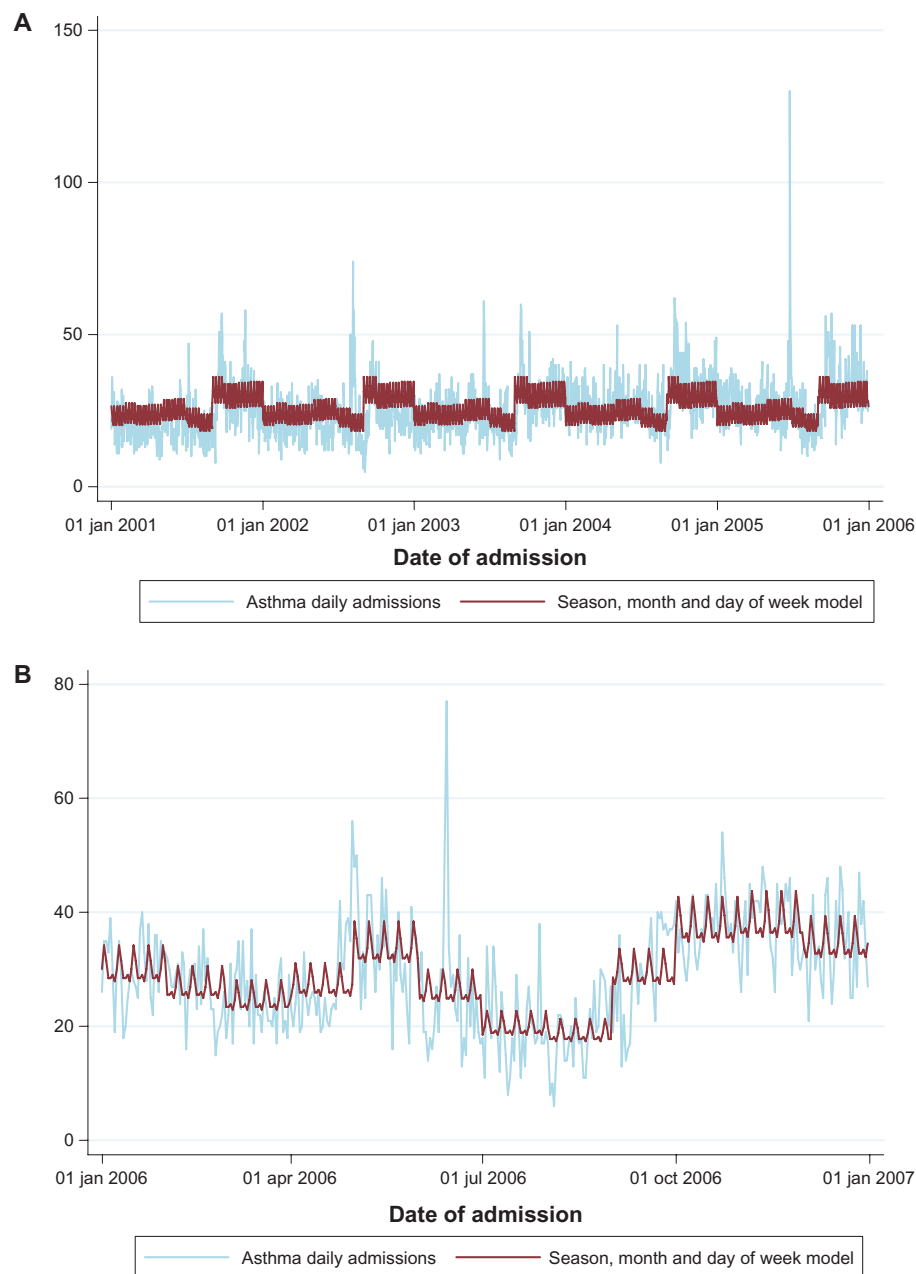 A
150
100
50
0
01 jan 2001 01 jan 2002 01 jan 2003 01 jan 2004 01 jan 2005 01 jan 2006
Date of admission
Asthma daily admissions Season, month and day of week model
B
80
60
40
20
0
01 jan 2006 01 apr 2006 01 jul 2006 01 oct 2006 01 jan 2007
Date of admission
Asthma daily admissions Season, month and day of week model